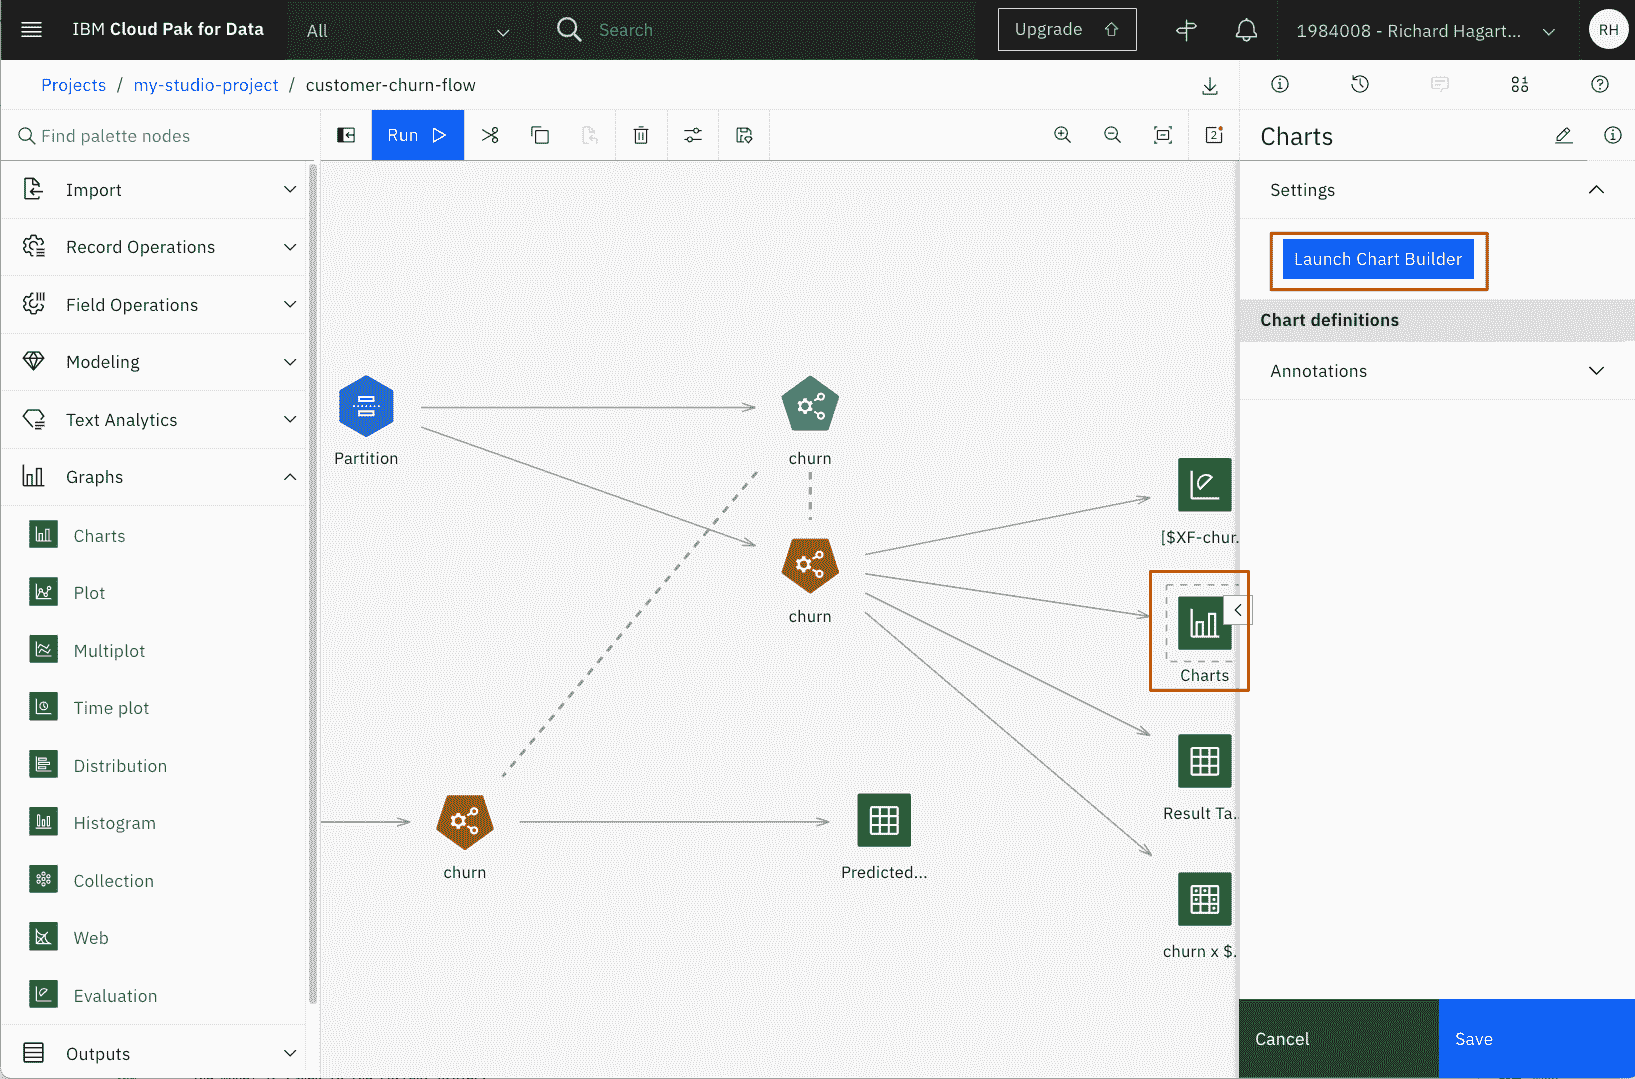 IBM Cloud Pak for Data
All
Search
Upgrade
1984008 - Richard Hagart...
RH
Projects / my-studio-project / customer-churn-flow
Find palette nodes
Run
2
Charts
Import
Record Operations
Field Operations
Modeling
Text Analytics
Graphs
Charts
Plot
Multiplot
Time plot
Distribution
Histogram
Collection
Web
Evaluation
Outputs
Partition
churn
churn
[$XF-chur.
Charts
Result Ta..
churn x $.
churn
Predicted...
Settings
Launch Chart Builder
Chart definitions
Annotations
Cancel
Save